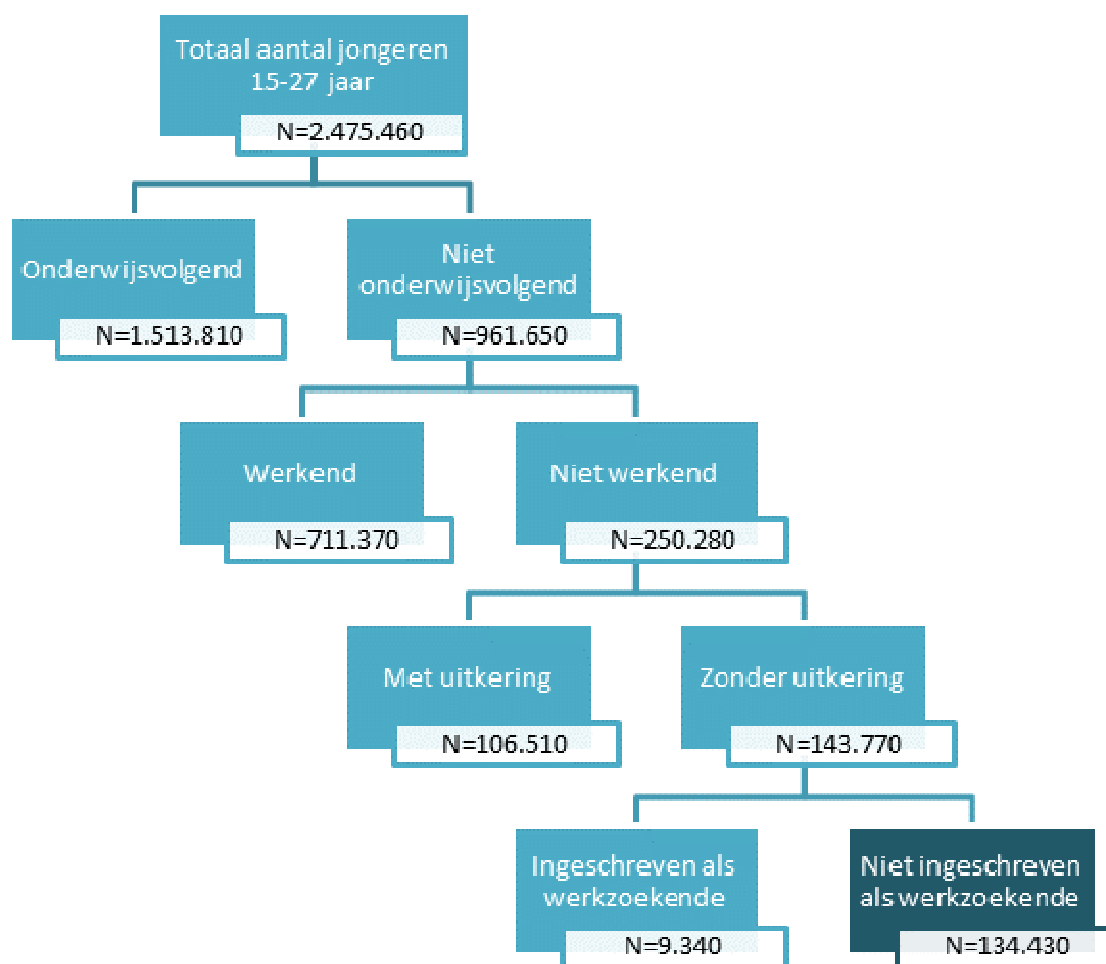 Totaal aantal jongeren
15-27 jaar
N=2.475.460
Onderwijsvolgend
N=1.513.810
Niet
onderwijsvolgend
N=961.650
Werkend
N=711.370
Niet werkend
N=250.280
Met uitkering
N=106.510
Zonder uitkering
N=143.770
Ingeschreven als
werkzoekende
N=9.340
Niet ingeschreven
als werkzoekende
N=134.430